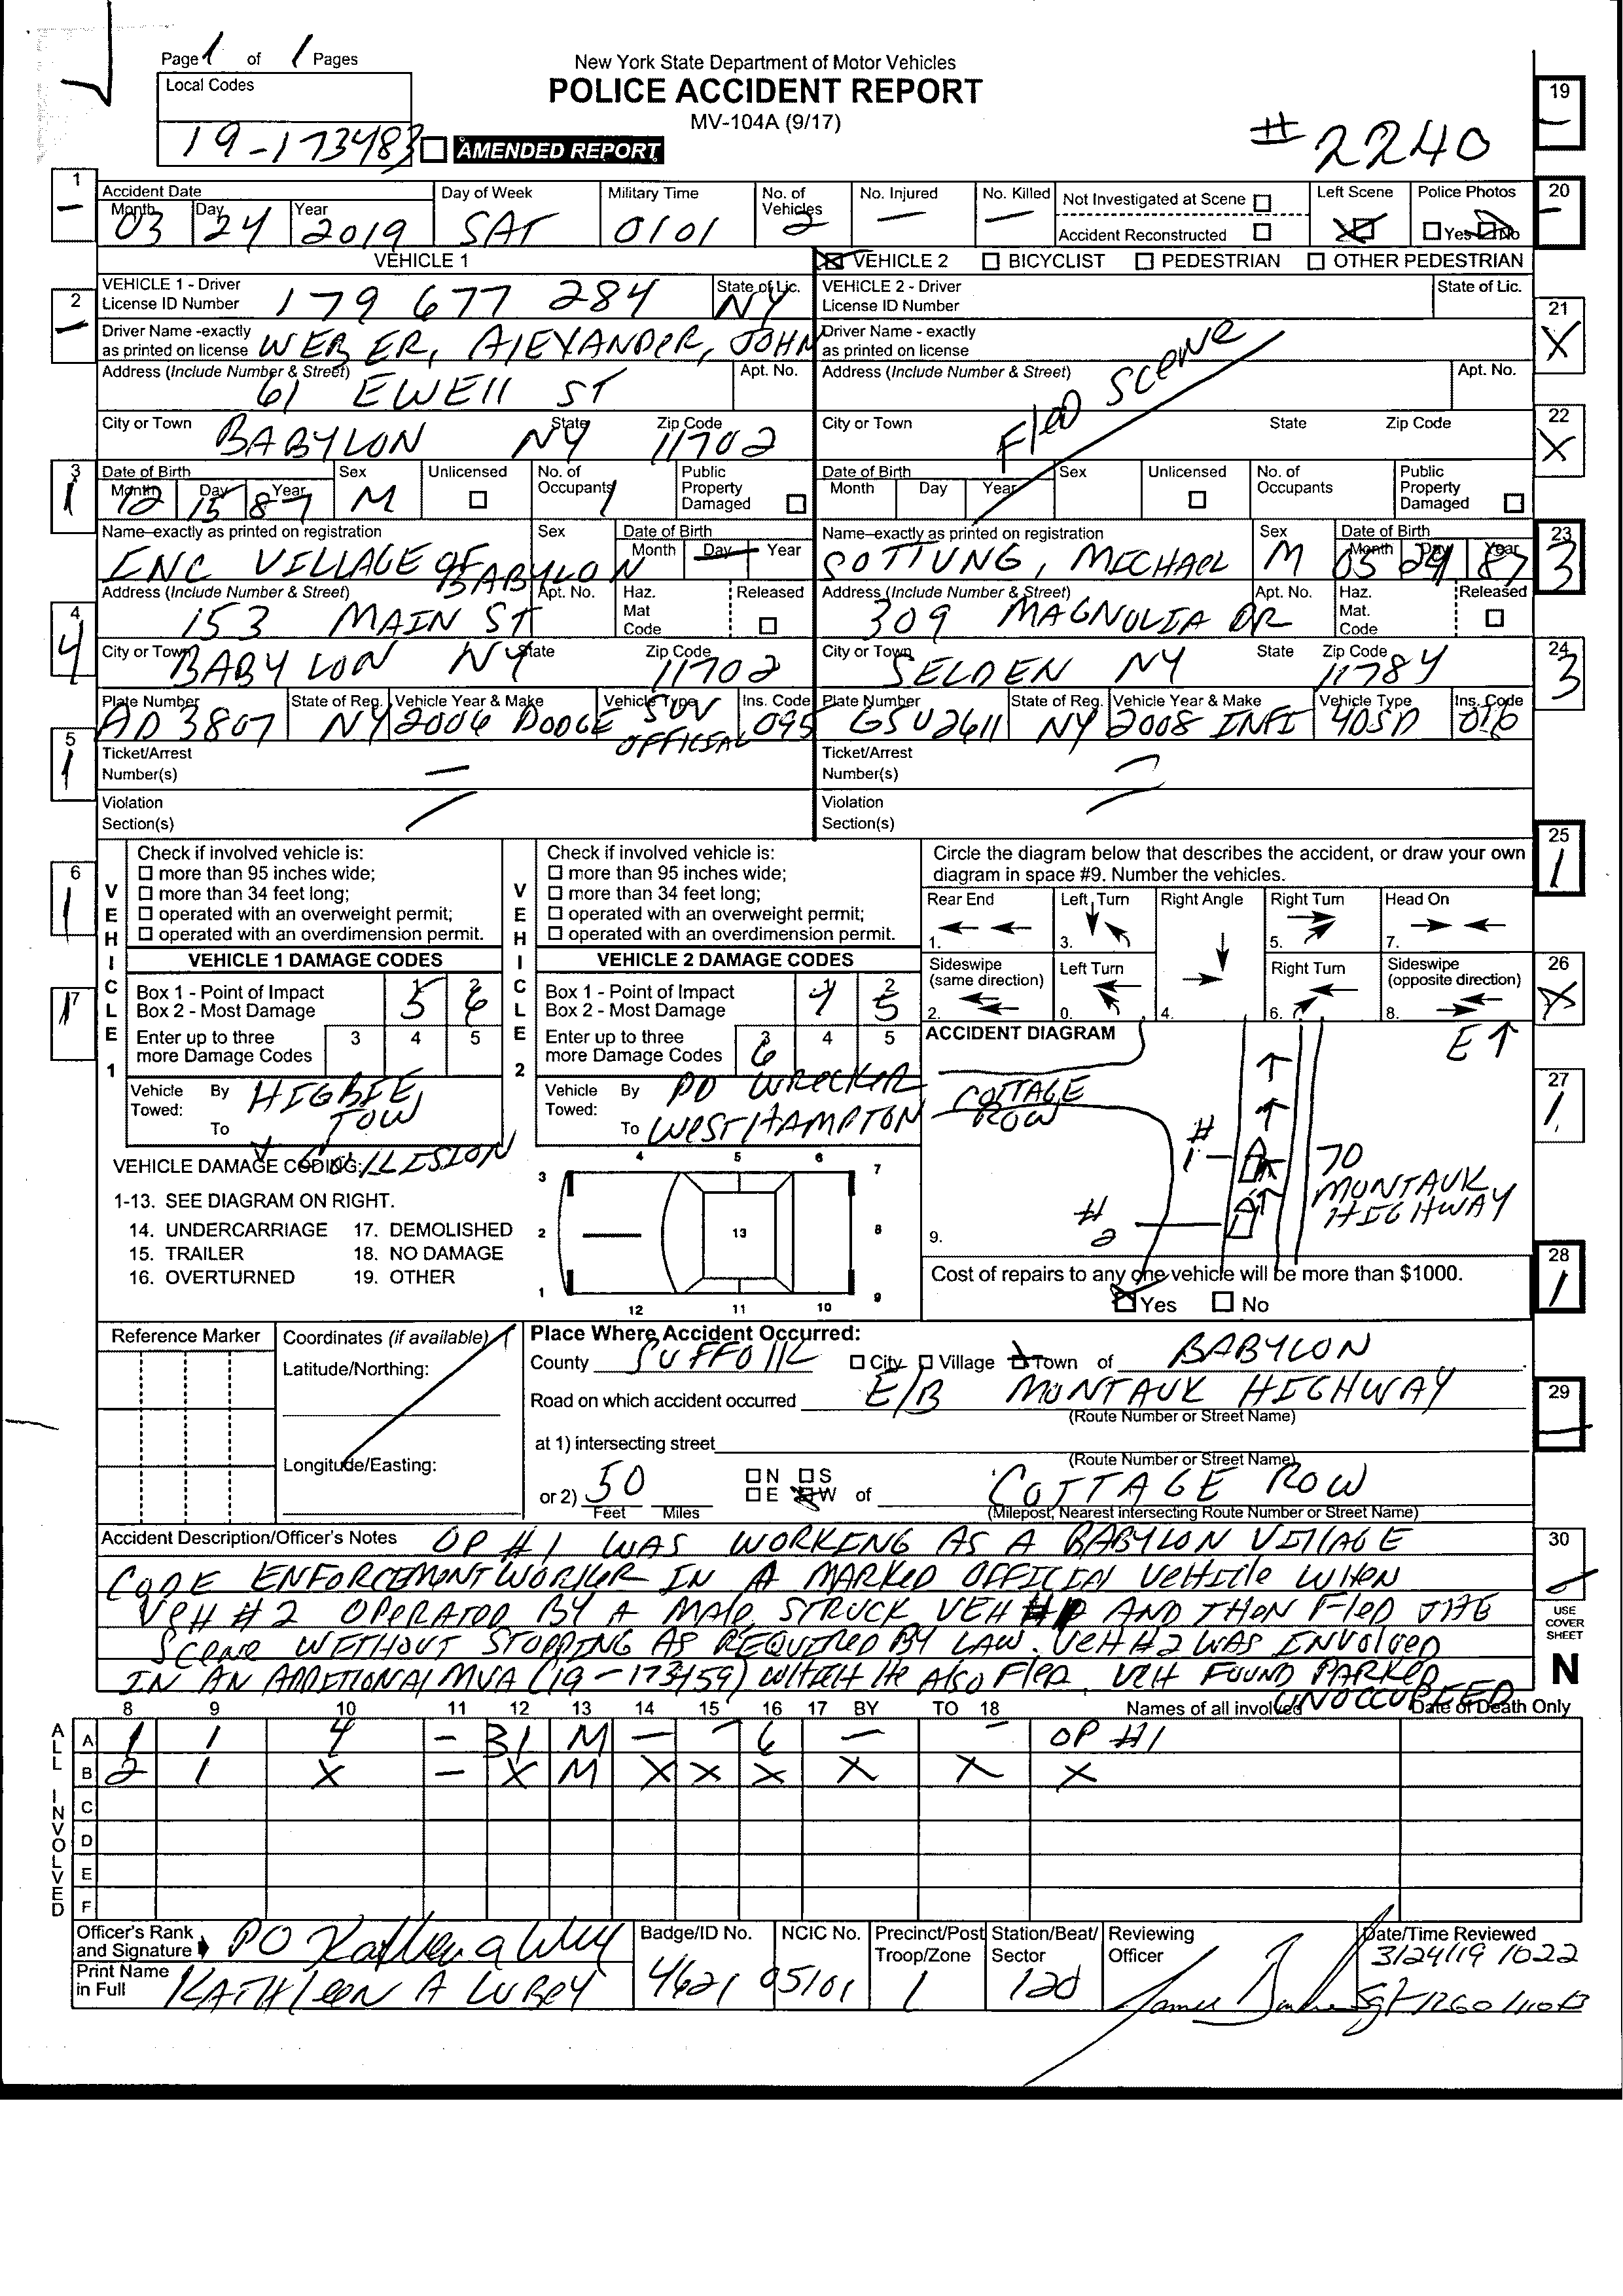 Page 1 of 1 Pages
New York State Department of Motor Vehicles
Local Codes
POLICE ACCIDENT REPORT
MV-104A (9/17)
19-173483 AMENDED REPORT
#2240
19
1 Accident Date Day of Week Military Time No. of Vehicles No. Injured No. Killed Not Investigated at Scene Left Scene Police Photos 20
Month Day Year Accident Reconstructed Yes No
03 24 2019 SAT 0101 2 — —
VEHICLE 1 VEHICLE 2 BICYCLIST PEDESTRIAN OTHER PEDESTRIAN
2 VEHICLE 1 - Driver License ID Number 179 677 284 State of Lic. NY VEHICLE 2 - Driver License ID Number State of Lic. 21 X
Driver Name -exactly as printed on license WEBER, AlEXANDER, JOHN Driver Name - exactly as printed on license
Address (Include Number & Street) Apt. No. Address (Include Number & Street) Apt. No.
61 EWEll ST Fled Scene
City or Town State Zip Code City or Town State Zip Code 22 X
BABYLON NY 11702
3 1 Date of Birth Sex Unlicensed No. of Occupants Public Property Damaged Date of Birth Sex Unlicensed No. of Occupants Public Property Damaged
Month Day Year Month Day Year
12 15 87 M 1
Name–exactly as printed on registration Sex Date of Birth Name–exactly as printed on registration Sex Date of Birth 23 3
Month Day Year Month Day Year
INC VILLAGE OF BABYLON SOTTUNG, MICHAEL M 05 29 87
4 4 Address (Include Number & Street) Apt. No. Haz. Mat Code Released Address (Include Number & Street) Apt. No. Haz. Mat. Code Released
153 MAIN ST 309 MAGNOLIA DR
City or Town State Zip Code City or Town State Zip Code 24 3
BABYLON NY 11702 SELDEN NY 11784
Plate Number State of Reg. Vehicle Year & Make Vehicle Type Ins. Code Plate Number State of Reg. Vehicle Year & Make Vehicle Type Ins. Code
AD3807 NY 2006 DODGE SUV OFFICIAL 095 GSU2611 NY 2008 INFI 4DSD 016
5 1 Ticket/Arrest Number(s) — Ticket/Arrest Number(s)
Violation Section(s) Violation Section(s)
6 1 Check if involved vehicle is: Check if involved vehicle is: Circle the diagram below that describes the accident, or draw your own diagram in space #9. Number the vehicles. 25 1
more than 95 inches wide; more than 95 inches wide;
more than 34 feet long; more than 34 feet long; Rear End Left Turn Right Angle Right Turn Head On
operated with an overweight permit; operated with an overweight permit;
operated with an overdimension permit. operated with an overdimension permit. 1. 3. 5. 7.
VEHICLE 1 VEHICLE 1 DAMAGE CODES VEHICLE 2 VEHICLE 2 DAMAGE CODES Sideswipe (same direction) Left Turn Right Turn Sideswipe (opposite direction) 26 X
7 1 Box 1 - Point of Impact 1 2 Box 1 - Point of Impact 1 2
Box 2 - Most Damage 5 6 Box 2 - Most Damage 5 2. 0. 4. 6. 8.
Enter up to three more Damage Codes 3 4 5 Enter up to three more Damage Codes 3 4 5 ACCIDENT DIAGRAM E
6
Vehicle Towed: By HIGBIE TOW Vehicle Towed: By PD WRECKER COTTAGE ROW 27 1
To COLLISION To WESTHAMPTON #1
VEHICLE DAMAGE CODING: 4 5 6 70 MONTAUK HIGHWAY
1-13. SEE DIAGRAM ON RIGHT. 3 7
14. UNDERCARRIAGE 17. DEMOLISHED 2 13 8 #2
15. TRAILER 18. NO DAMAGE 9.
16. OVERTURNED 19. OTHER 1 9 Cost of repairs to any one vehicle will be more than $1000. 28 1
12 11 10 Yes No
Reference Marker Coordinates (if available) Place Where Accident Occurred:
Latitude/Northing: County SUFFOLK City Village Town of BABYLON
Road on which accident occurred E/B MONTAUK HIGHWAY 29
(Route Number or Street Name)
Longitude/Easting: at 1) intersecting street
(Route Number or Street Name)
or 2) 50 Feet Miles N S E W of COTTAGE ROW
(Milepost, Nearest intersecting Route Number or Street Name)
Accident Description/Officer's Notes OP #1 WAS WORKING AS A BABYLON VILLAGE 30
CODE ENFORCEMENT WORKER IN A MARKED OFFICIAL VEHICLE WHEN
VEH #2 OPERATED BY A MALE STRUCK VEH #1 AND THEN FLED THE USE COVER SHEET
SCENE WITHOUT STOPPING AS REQUIRED BY LAW. VEH #2 WAS INVOLVED
IN AN ADDITIONAL MVA (19-173459) WHICH HE ALSO FLED. VEH FOUND PARKED N
UNOCCUPIED
8 9 10 11 12 13 14 15 16 17 BY TO 18 Names of all involved Date of Death Only
ALL INVOLVED
A 1 1 4 – 31 M – – 6 – – OP #1
B 2 1 X – X M X X X X X X
C
D
E
F
Officer's Rank and Signature PO Badge/ID No. NCIC No. Precinct/Post Troop/Zone Station/Beat/Sector Reviewing Officer Date/Time Reviewed
3/24/19 1022
Print Name in Full KATHLEEN A LUBEY 4621 05101 1 120